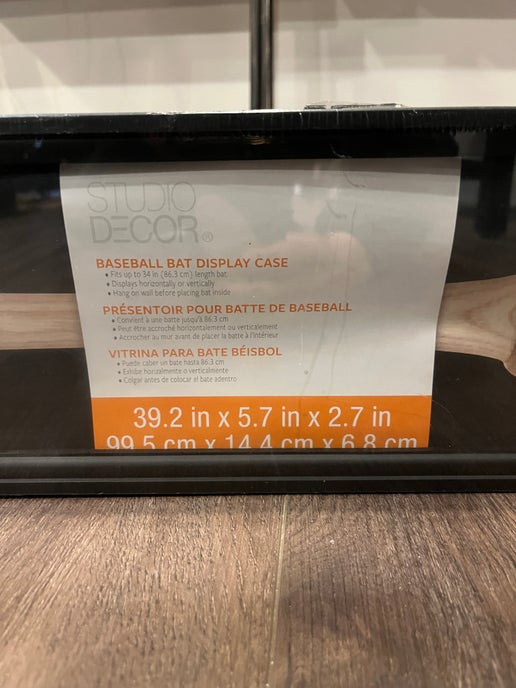 STUDIO
DECOR®
BASEBALL BAT DISPLAY CASE
• Fits up to 34 in (86.3 cm) length bat
• Displays horizontally or vertically
• Hang on wall before placing bat inside
PRÉSENTOIR POUR BATTE DE BASEBALL
• Convient à une batte jusqu'à 86.3 cm
• Peut être accroché horizontalement ou verticalement
• Accrocher au mur avant de placer la batte à l'intérieur
VITRINA PARA BATE BÉISBOL
• Puede caber un bate hasta 86.3 cm
• Exhibe horizontalmente o verticalmente
• Colgar antes de colocar el bate adentro
39.2 in x 5.7 in x 2.7 in
99.5 cm x 14.4 cm x 6.8 cm